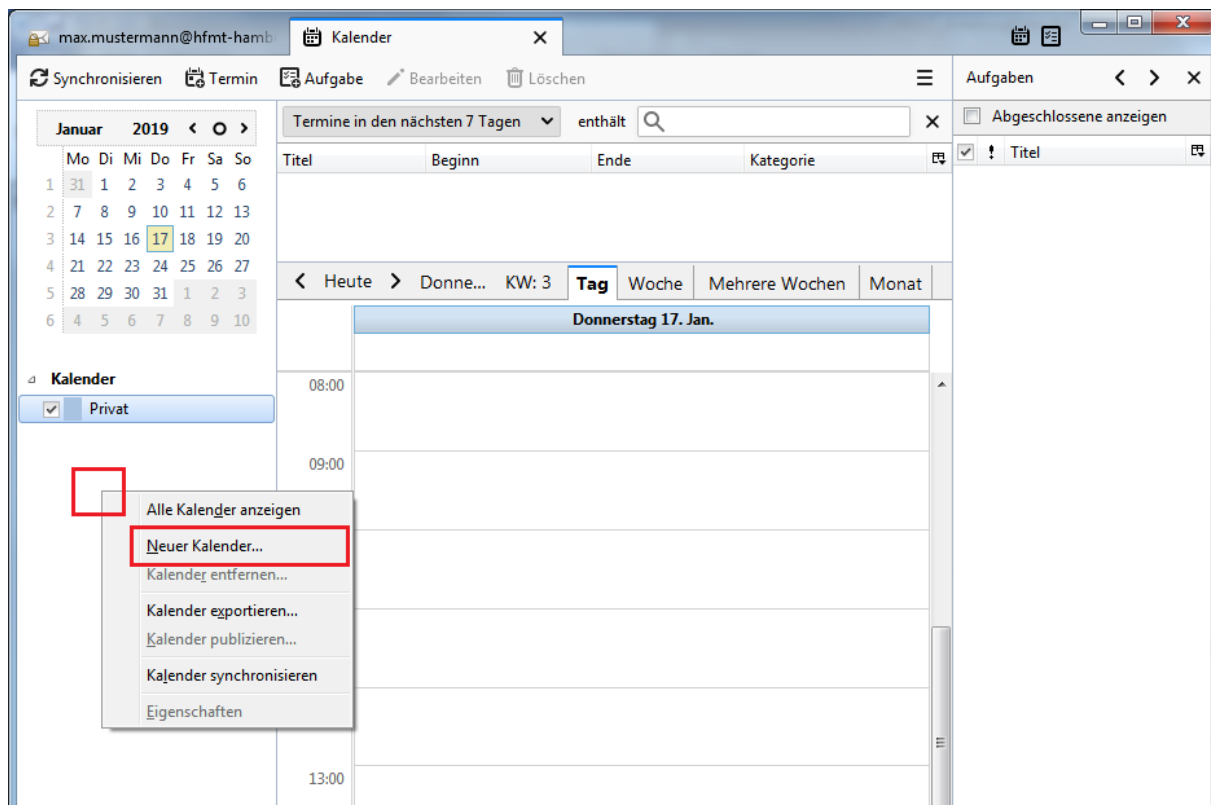 max.mustermann@hfmt-hamb
Kalender
Synchronisieren Termin Aufgabe Bearbeiten Löschen
Januar 2019
Mo Di Mi Do Fr Sa So
1 31 1 2 3 4 5 6
2 7 8 9 10 11 12 13
3 14 15 16 17 18 19 20
4 21 22 23 24 25 26 27
5 28 29 30 31 1 2 3
6 4 5 6 7 8 9 10
Kalender
Privat
Alle Kalender anzeigen
Neuer Kalender...
Kalender entfernen...
Kalender exportieren...
Kalender publizieren...
Kalender synchronisieren
Eigenschaften
Termine in den nächsten 7 Tagen enthält
Titel Beginn Ende Kategorie
Heute Donne... KW: 3 Tag Woche Mehrere Wochen Monat
Donnerstag 17. Jan.
08:00
09:00
13:00
Aufgaben
Abgeschlossene anzeigen
! Titel